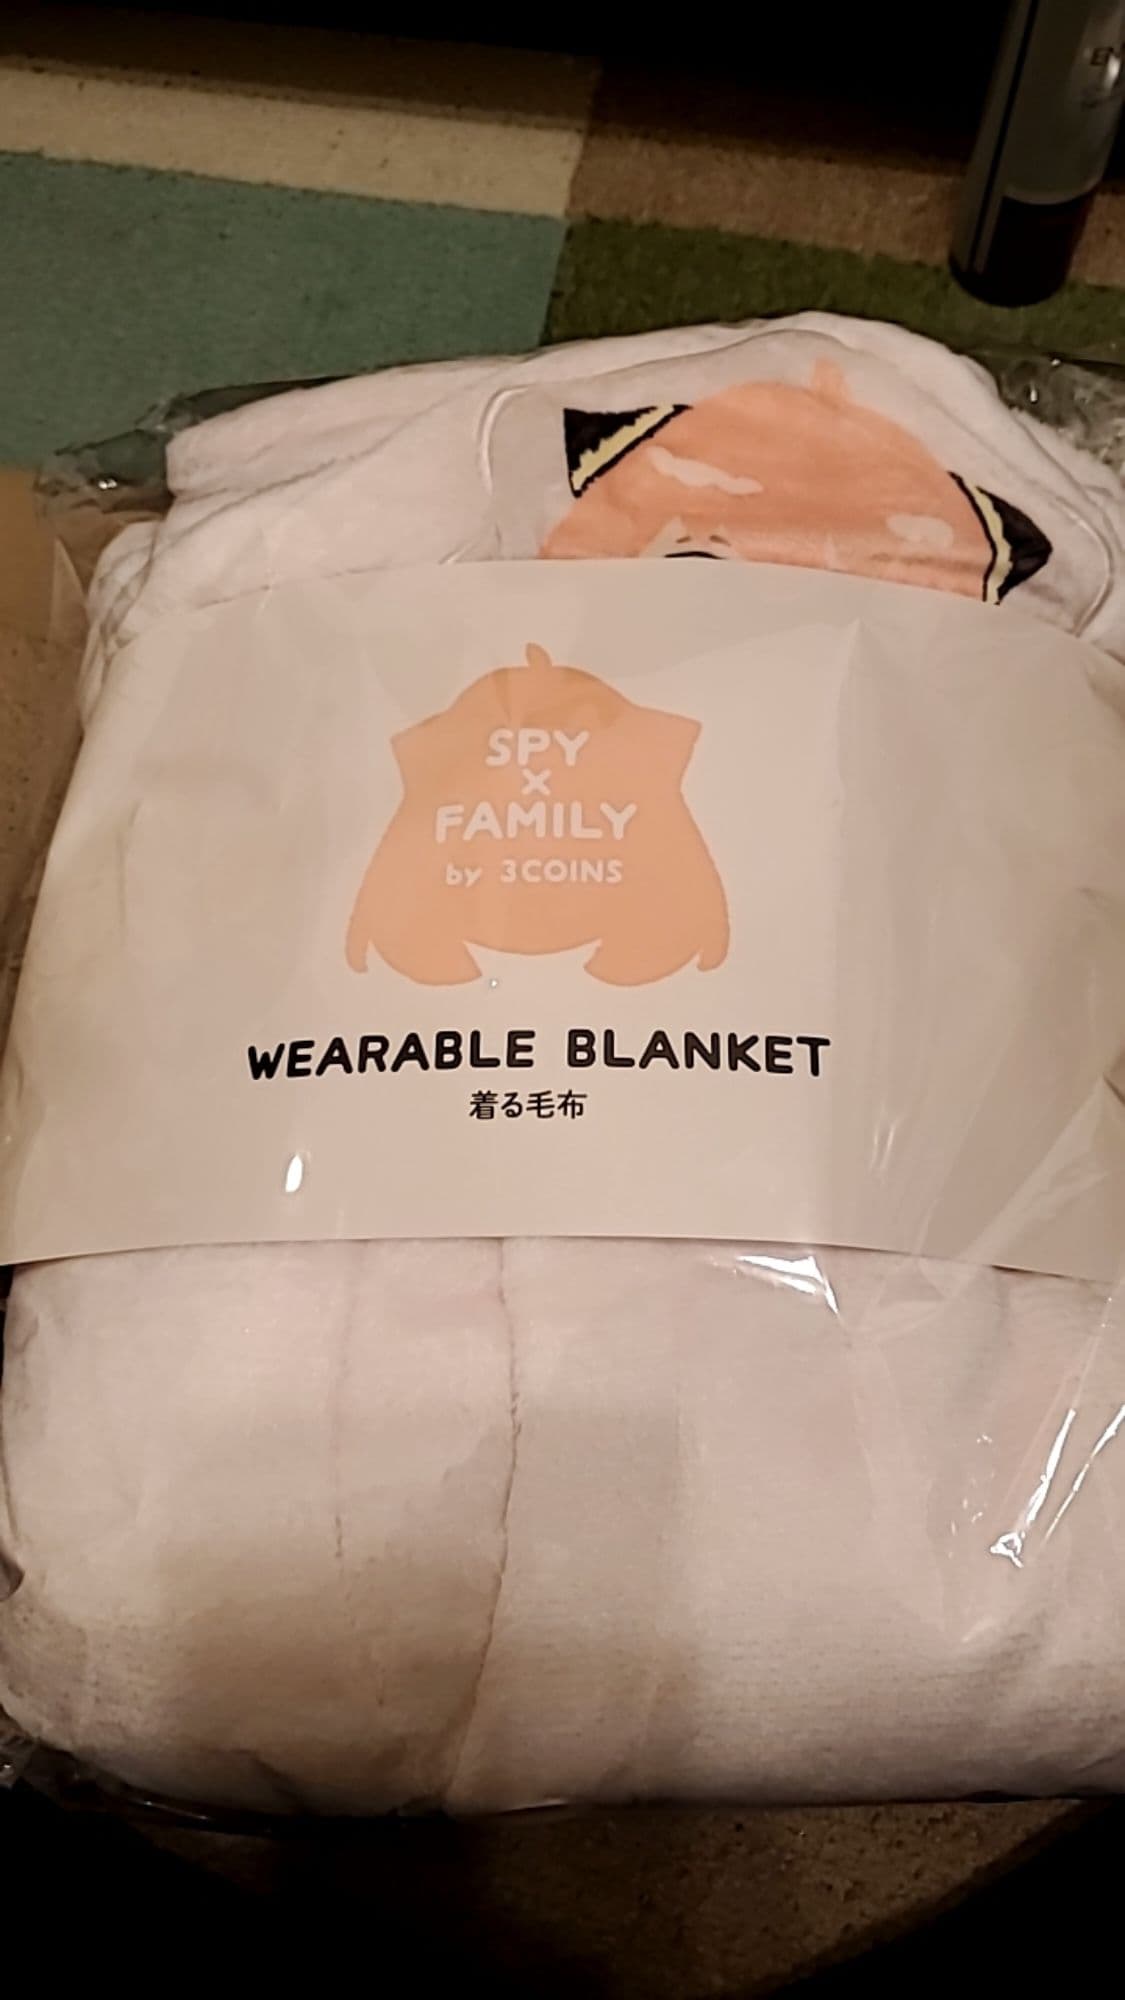 SPY
×
FAMILY
by 3COINS
WEARABLE BLANKET
着る毛布